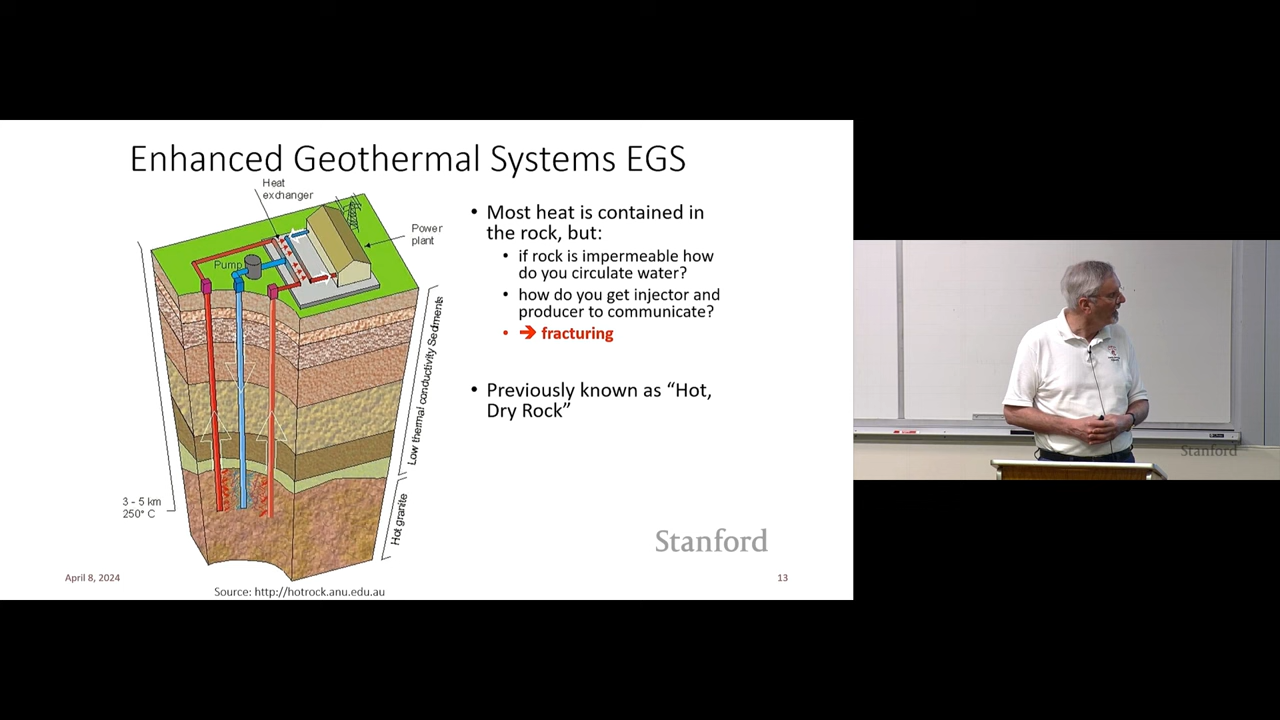 Enhanced Geothermal Systems EGS
Heat
exchanger
Power
plant
Pump
Low thermal conductivity Sediments
Hot granite
3 - 5 km
250° C
• Most heat is contained in
the rock, but:
• if rock is impermeable how
do you circulate water?
• how do you get injector and
producer to communicate?
• ➔ fracturing
• Previously known as “Hot,
Dry Rock”
Stanford
April 8, 2024
Source: http://hotrock.anu.edu.au
13
Stanford